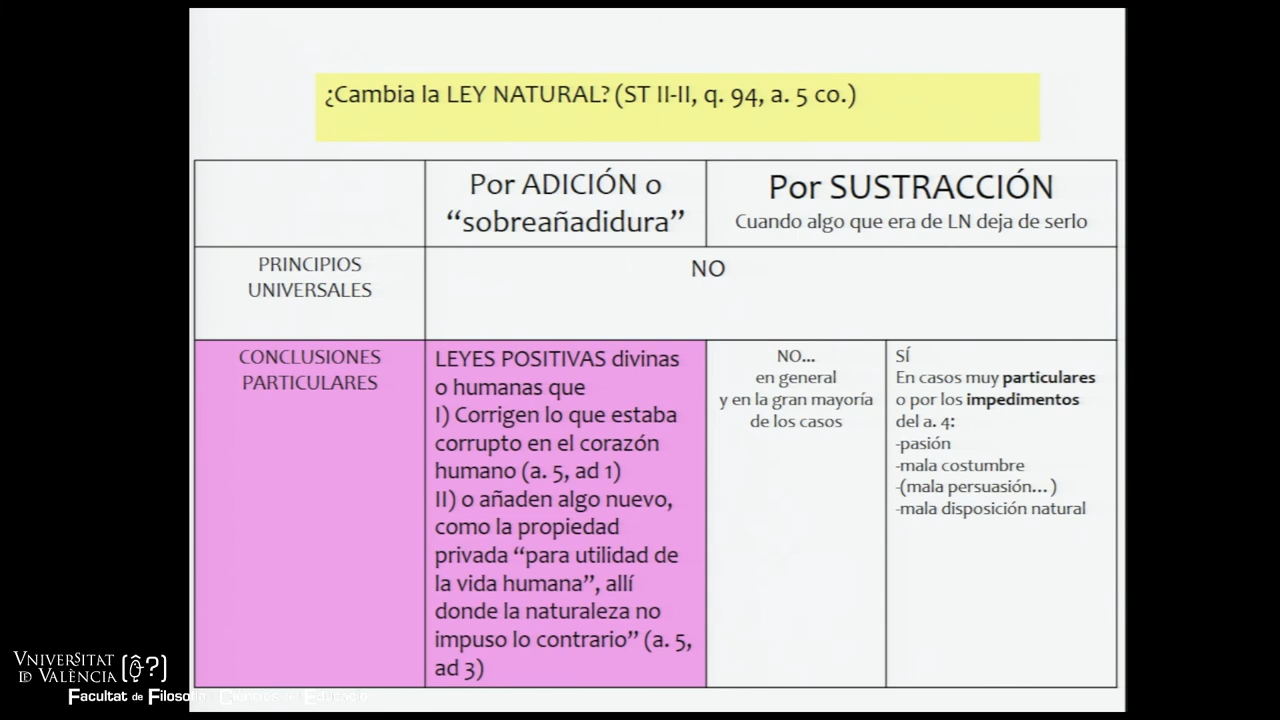 ¿Cambia la LEY NATURAL? (ST II-II, q. 94, a. 5 co.)
Por ADICIÓN o
“sobreañadidura”
Por SUSTRACCIÓN
Cuando algo que era de LN deja de serlo
PRINCIPIOS
UNIVERSALES
NO
CONCLUSIONES
PARTICULARES
LEYES POSITIVAS divinas
o humanas que
I) Corrigen lo que estaba
corrupto en el corazón
humano (a. 5, ad 1)
II) o añaden algo nuevo,
como la propiedad
privada “para utilidad de
la vida humana”, allí
donde la naturaleza no
impuso lo contrario” (a. 5,
ad 3)
NO...
en general
y en la gran mayoría
de los casos
SÍ
En casos muy particulares
o por los impedimentos
del a. 4:
-pasión
-mala costumbre
-(mala persuasión...)
-mala disposición natural
VNIVERSITAT
DE VALÈNCIA
Facultat de Filosofia